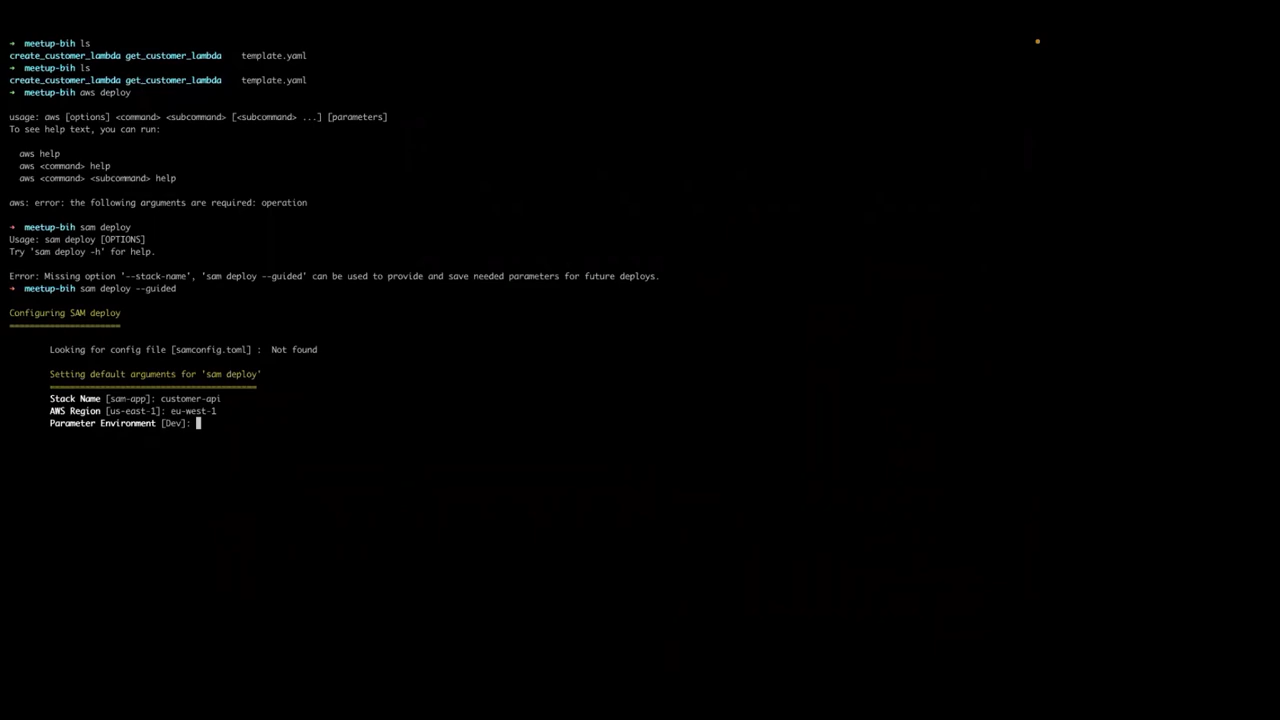 ➜  meetup-bih ls
create_customer_lambda get_customer_lambda    template.yaml
➜  meetup-bih ls
create_customer_lambda get_customer_lambda    template.yaml
➜  meetup-bih aws deploy
usage: aws [options] <command> <subcommand> [<subcommand> ...] [parameters]
To see help text, you can run:
aws help
aws <command> help
aws <command> <subcommand> help
aws: error: the following arguments are required: operation
➜  meetup-bih sam deploy
Usage: sam deploy [OPTIONS]
Try 'sam deploy -h' for help.
Error: Missing option '--stack-name', 'sam deploy --guided' can be used to provide and save needed parameters for future deploys.
➜  meetup-bih sam deploy --guided
Configuring SAM deploy
======================
Looking for config file [samconfig.toml] :  Not found
Setting default arguments for 'sam deploy'
=========================================
Stack Name [sam-app]: customer-api
AWS Region [us-east-1]: eu-west-1
Parameter Environment [Dev]: